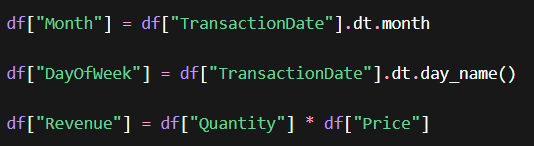 df["Month"] = df["TransactionDate"].dt.month
df["DayOfWeek"] = df["TransactionDate"].dt.day_name()
df["Revenue"] = df["Quantity"] * df["Price"]